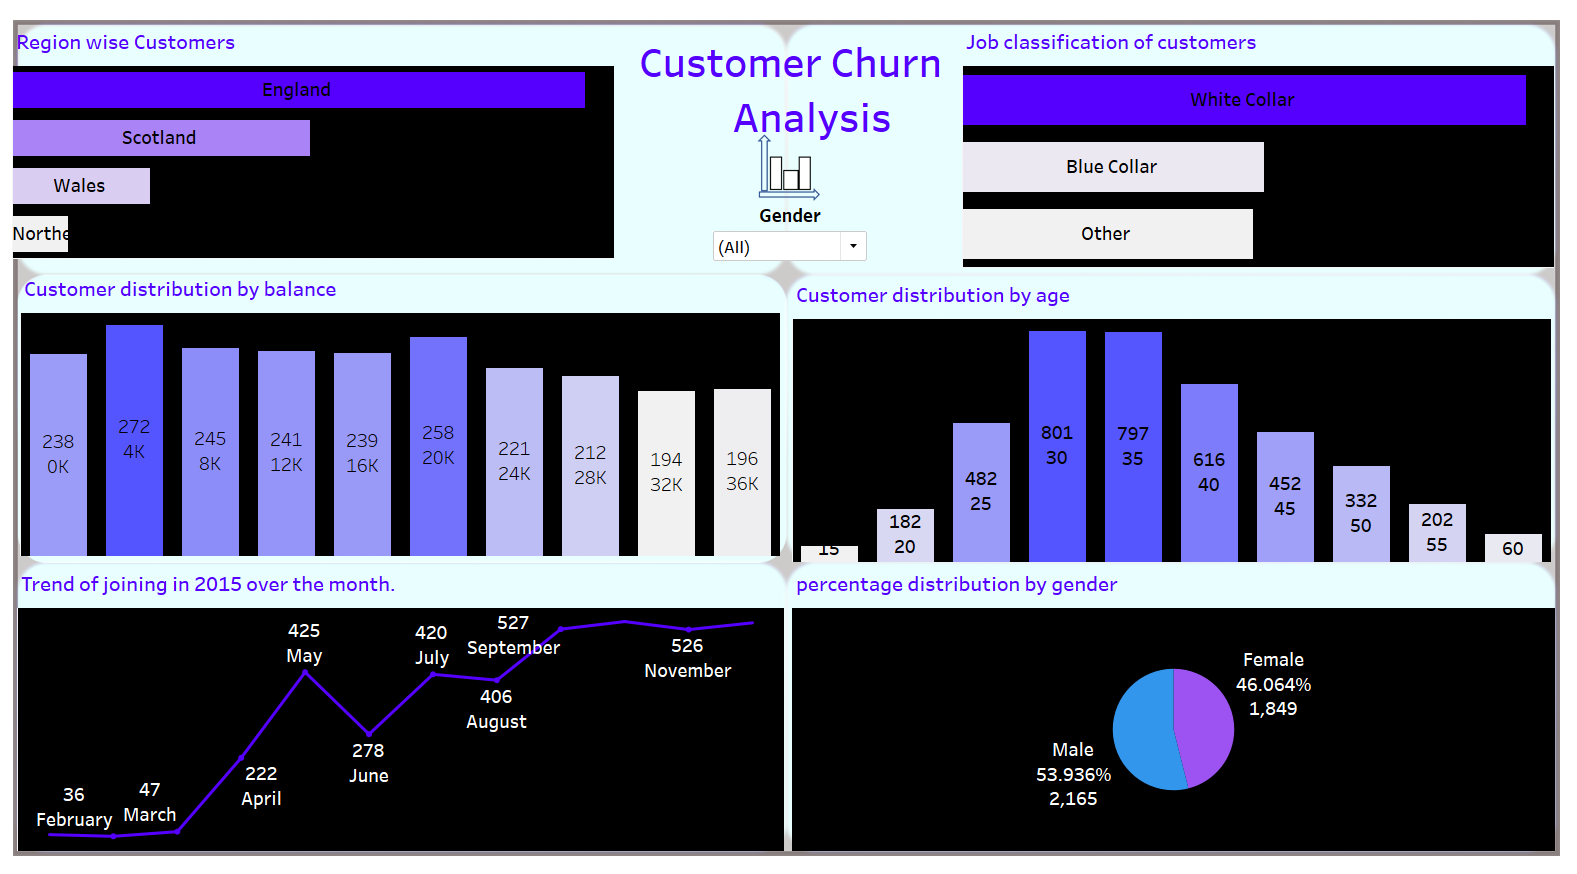 Region wise Customers
England
Scotland
Wales
Northe
Customer Churn
Analysis
Gender
(All)
Job classification of customers
White Collar
Blue Collar
Other
Customer distribution by balance
238
0K
272
4K
245
8K
241
12K
239
16K
258
20K
221
24K
212
28K
194
32K
196
36K
Customer distribution by age
15
182
20
482
25
801
30
797
35
616
40
452
45
332
50
202
55
60
Trend of joining in 2015 over the month.
36
February
47
March
222
April
425
May
278
June
420
July
406
August
527
September
526
November
percentage distribution by gender
Female
46.064%
1,849
Male
53.936%
2,165